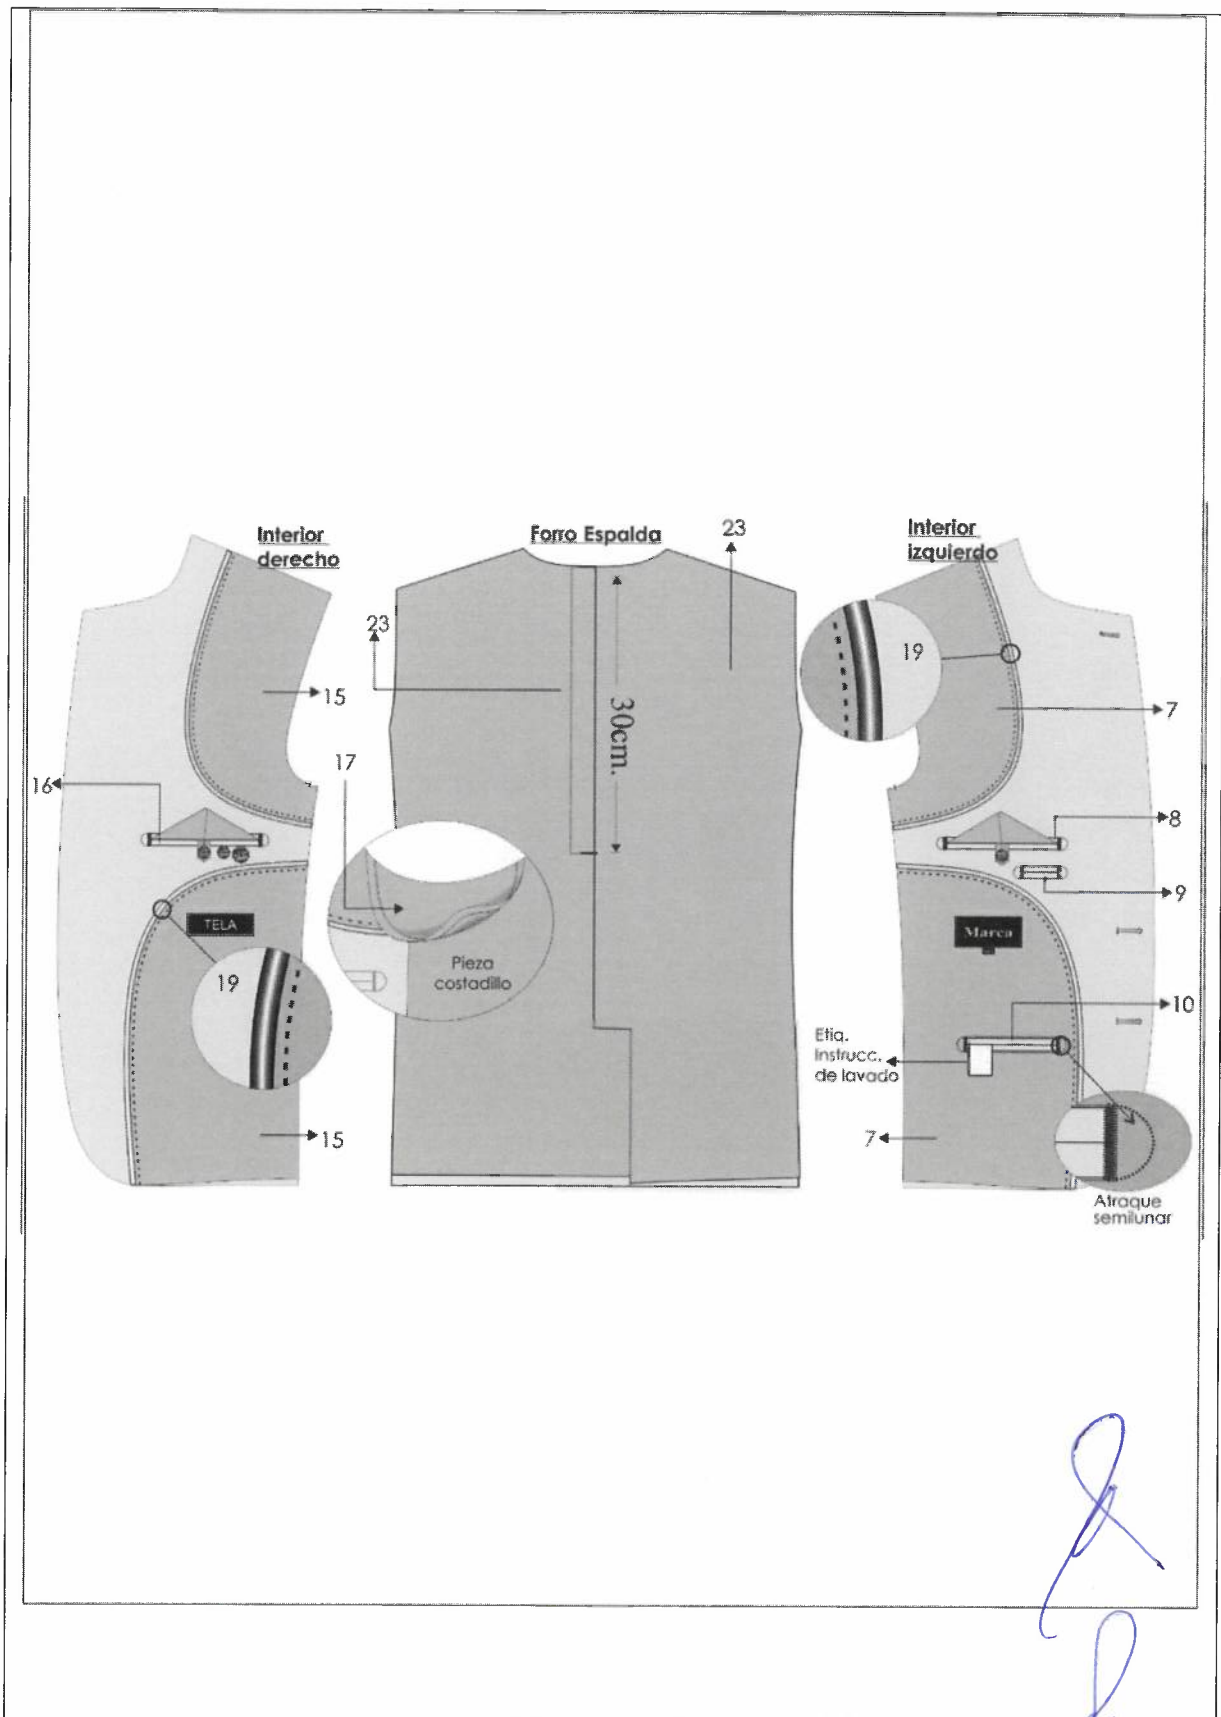 Interior
derecho
Forro Espalda
23
Interior
izquierdo
23
19
15
30cm.
7
17
16
8
9
TELA
Marca
19
Pieza
costadillo
10
Etiq.
instrucc.
de lavado
15
7
Atraque
semilunar